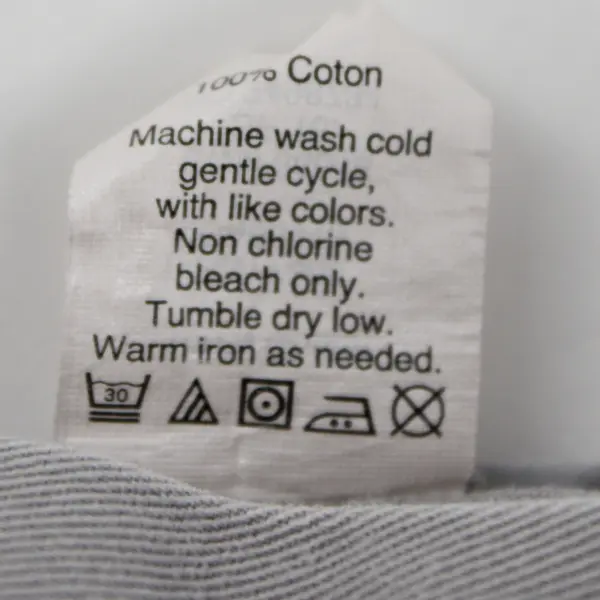 100% Coton
Machine wash cold
gentle cycle,
with like colors.
Non chlorine
bleach only.
Tumble dry low.
Warm iron as needed.
30